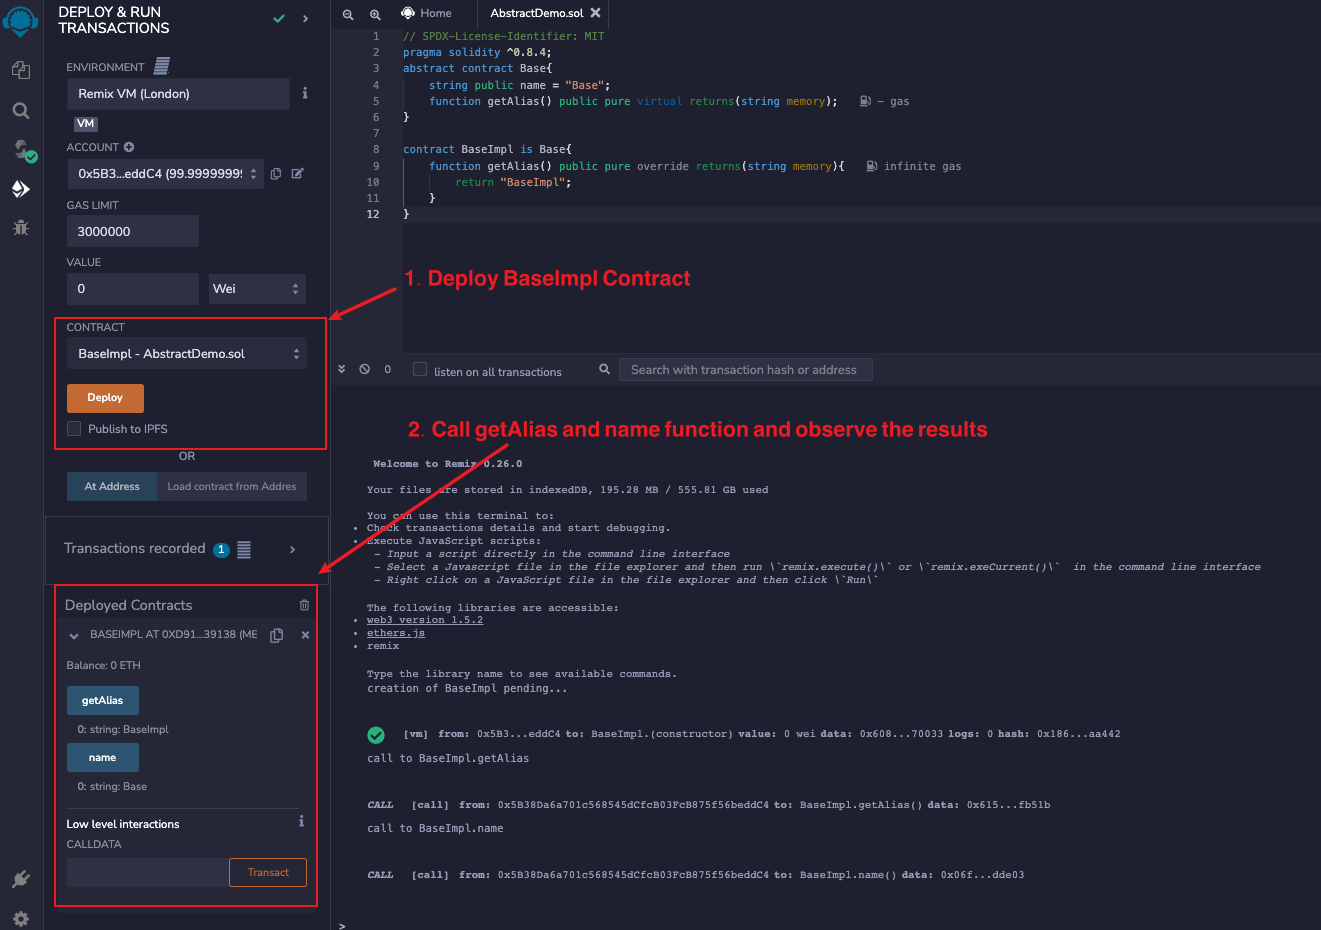 DEPLOY & RUN
TRANSACTIONS
ENVIRONMENT
Remix VM (London)
VM
ACCOUNT
0x5B3...eddC4 (99.9999999
GAS LIMIT
3000000
VALUE
0
Wei
CONTRACT
BaseImpl - AbstractDemo.sol
Deploy
Publish to IPFS
OR
At Address
Load contract from Addres
Transactions recorded 1
Deployed Contracts
BASEIMPL AT 0XD91...39138 (ME
Balance: 0 ETH
getAlias
0: string: BaseImpl
name
0: string: Base
Low level interactions
CALLDATA
Transact
Home
AbstractDemo.sol
1 // SPDX-License-Identifier: MIT
2 pragma solidity ^0.8.4;
3 abstract contract Base{
4 string public name = "Base";
5 function getAlias() public pure virtual returns(string memory); - gas
6 }
7
8 contract BaseImpl is Base{
9 function getAlias() public pure override returns(string memory){ infinite gas
10 return "BaseImpl";
11 }
12 }
1. Deploy BaseImpl Contract
0
listen on all transactions
Search with transaction hash or address
2. Call getAlias and name function and observe the results
Welcome to Remix 0.26.0
Your files are stored in indexedDB, 195.28 MB / 555.81 GB used
You can use this terminal to:
• Check transactions details and start debugging.
• Execute JavaScript scripts:
- Input a script directly in the command line interface
- Select a Javascript file in the file explorer and then run \`remix.execute()\` or \`remix.exeCurrent()\` in the command line interface
- Right click on a JavaScript file in the file explorer and then click \`Run\`
The following libraries are accessible:
• web3 version 1.5.2
• ethers.js
• remix
Type the library name to see available commands.
creation of BaseImpl pending...
[vm] from: 0x5B3...eddC4 to: BaseImpl.(constructor) value: 0 wei data: 0x608...70033 logs: 0 hash: 0x186...aa442
call to BaseImpl.getAlias
CALL [call] from: 0x5B38Da6a701c568545dCfcB03FcB875f56beddC4 to: BaseImpl.getAlias() data: 0x615...fb51b
call to BaseImpl.name
CALL [call] from: 0x5B38Da6a701c568545dCfcB03FcB875f56beddC4 to: BaseImpl.name() data: 0x06f...dde03
>